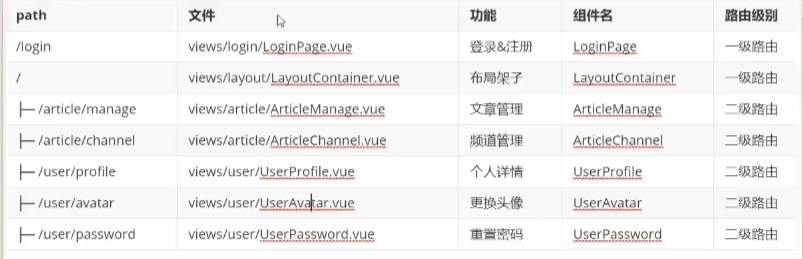 path 文件 功能 组件名 路由级别
/login views/login/LoginPage.vue 登录&注册 LoginPage 一级路由
/ views/layout/LayoutContainer.vue 布局架子 LayoutContainer 一级路由
├─ /article/manage views/article/ArticleManage.vue 文章管理 ArticleManage 二级路由
├─ /article/channel views/article/ArticleChannel.vue 频道管理 ArticleChannel 二级路由
├─ /user/profile views/user/UserProfile.vue 个人详情 UserProfile 二级路由
├─ /user/avatar views/user/UserAvatar.vue 更换头像 UserAvatar 二级路由
├─ /user/password views/user/UserPassword.vue 重置密码 UserPassword 二级路由